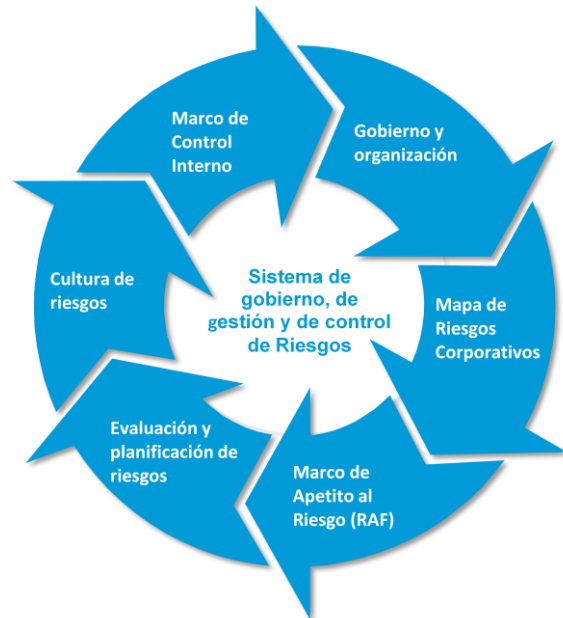 Marco de
Control
Interno
Gobierno y
organización
Cultura de
riesgos
Sistema de
gobierno, de
gestión y de control
de Riesgos
Mapa de
Riesgos
Corporativos
Evaluación y
planificación de
riesgos
Marco de
Apetito al
Riesgo (RAF)